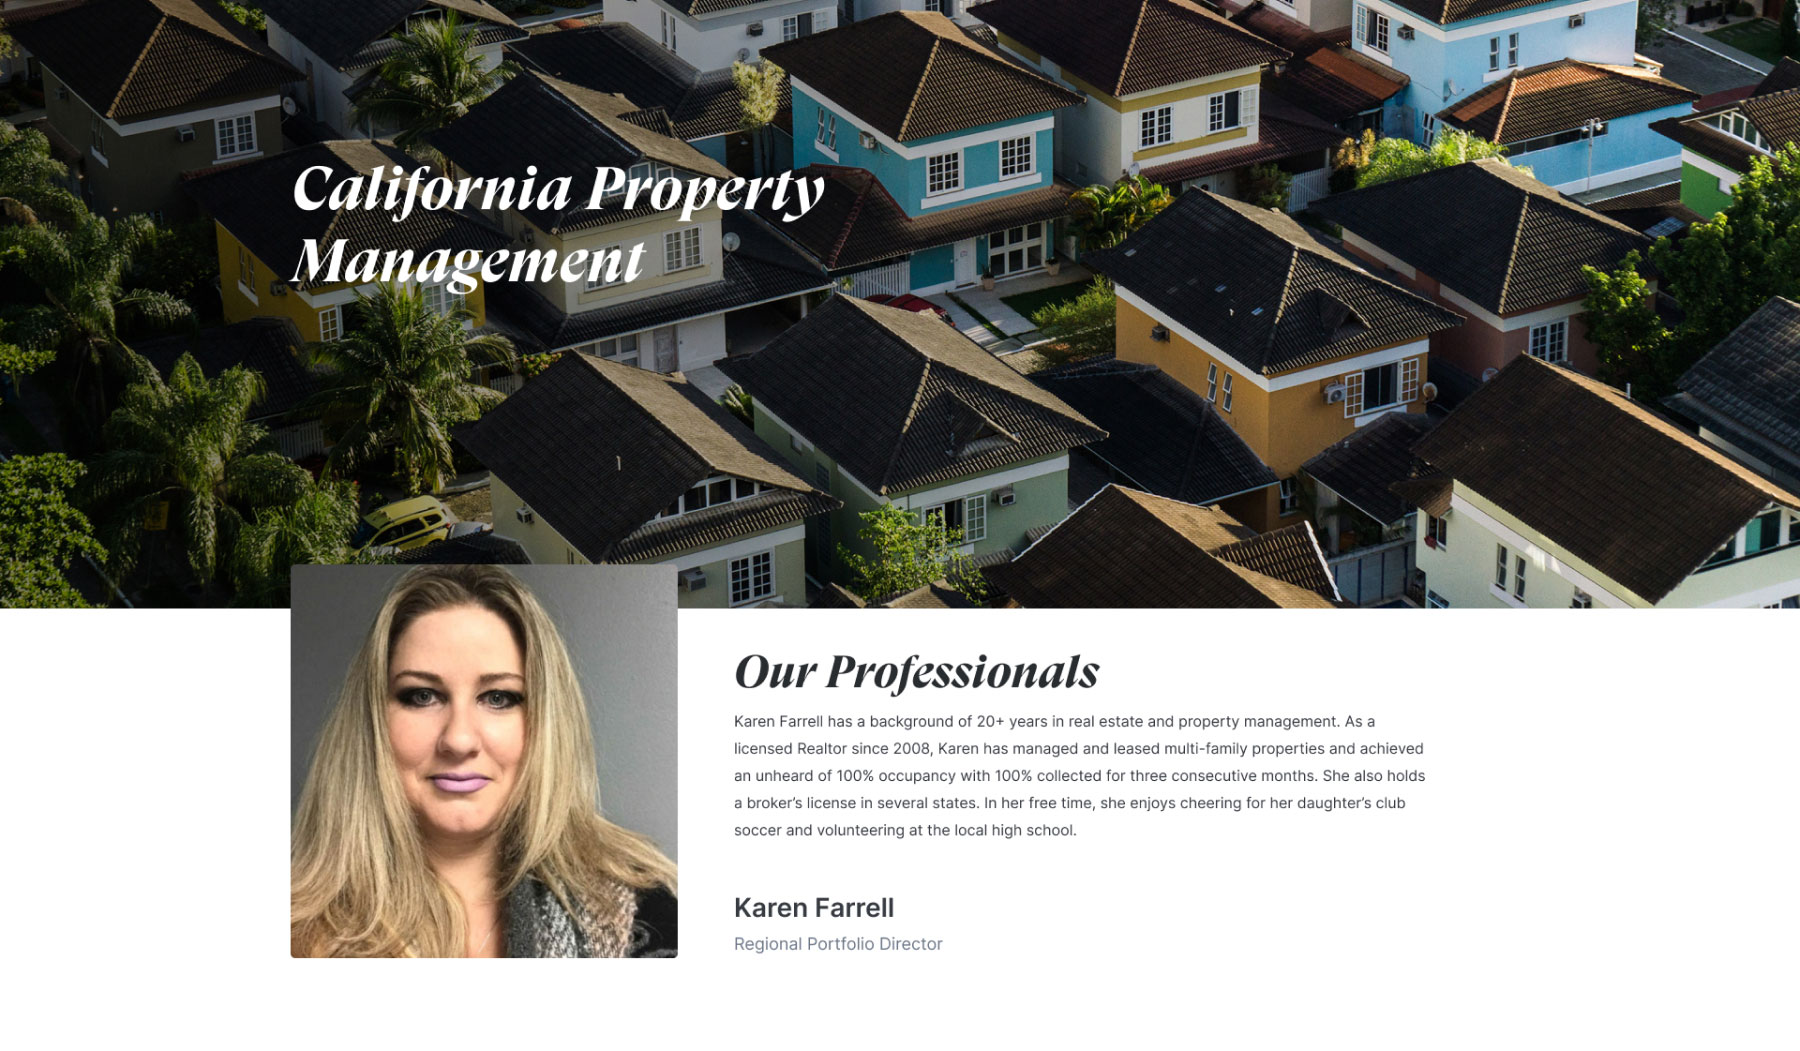 California Property
Management
Our Professionals
Karen Farrell has a background of 20+ years in real estate and property management. As a
licensed Realtor since 2008, Karen has managed and leased multi-family properties and achieved
an unheard of 100% occupancy with 100% collected for three consecutive months. She also holds
a broker’s license in several states. In her free time, she enjoys cheering for her daughter’s club
soccer and volunteering at the local high school.
Karen Farrell
Regional Portfolio Director